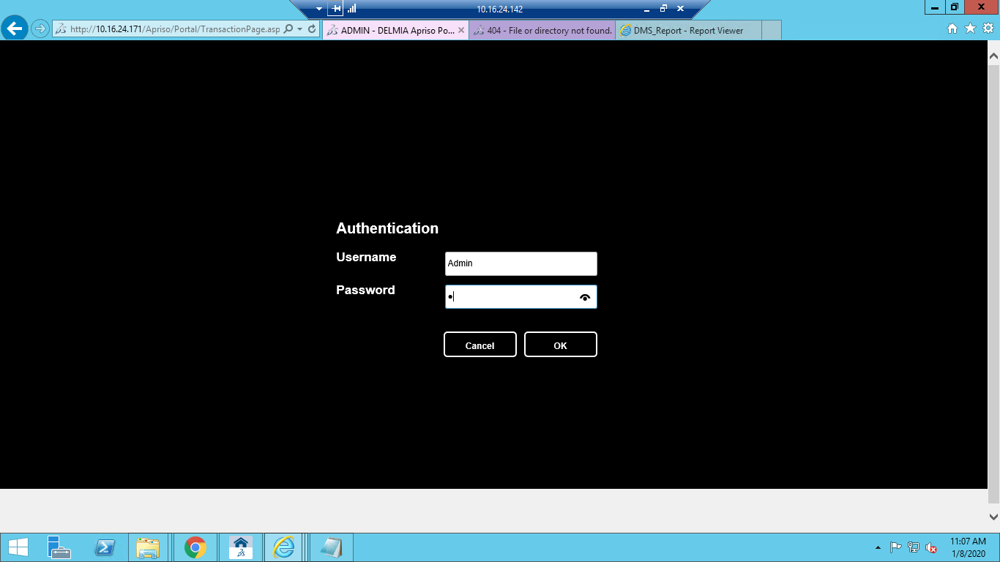 10.16.24.142
http://10.16.24.171/Apriso/Portal/TransactionPage.asp
ADMIN - DELMIA Apriso Po...
404 - File or directory not found.
DMS_Report - Report Viewer
Authentication
Username
Admin
Password
Cancel
OK
11:07 AM
1/8/2020